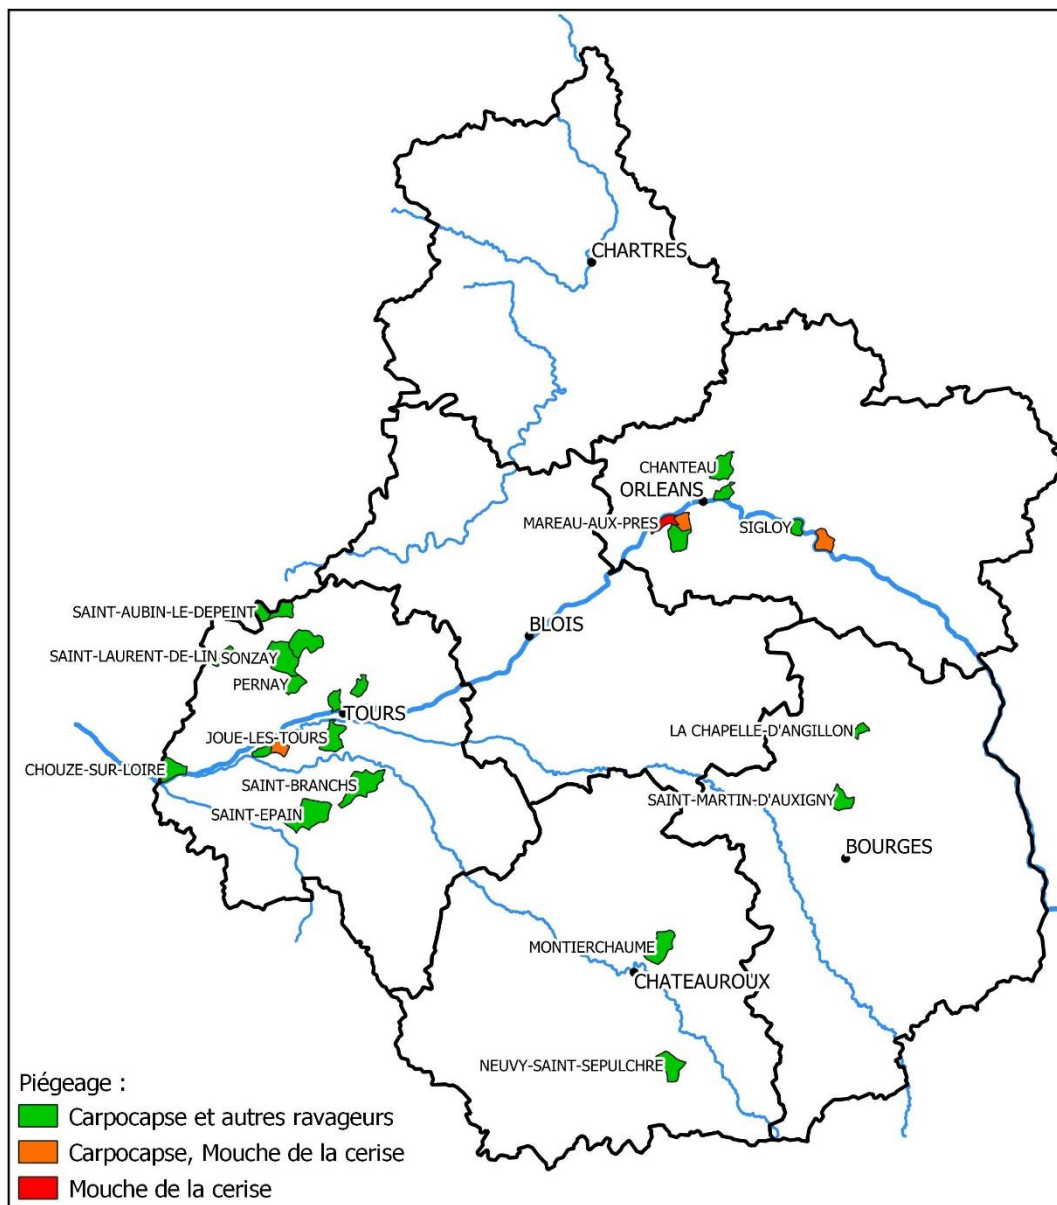 CHARTRES
CHANTEAU
ORLEANS
MAREAU-AUX-PRES
SIGLOY
SAINT-AUBIN-LE-DEPEINT
BLOIS
SAINT-LAURENT-DE-LIN
SONZAY
PERNAY
TOURS
LA CHAPELLE-D'ANGILLON
JOUE-LES-TOURS
CHOUZE-SUR-LOIRE
SAINT-BRANCHS
SAINT-MARTIN-D'AUXIGNY
SAINT-EPAIN
BOURGES
MONTIERCHAUME
CHATEAUROUX
NEUVY-SAINT-SEPULCHRE
Piégeage :
Carpocapse et autres ravageurs
Carpocapse, Mouche de la cerise
Mouche de la cerise